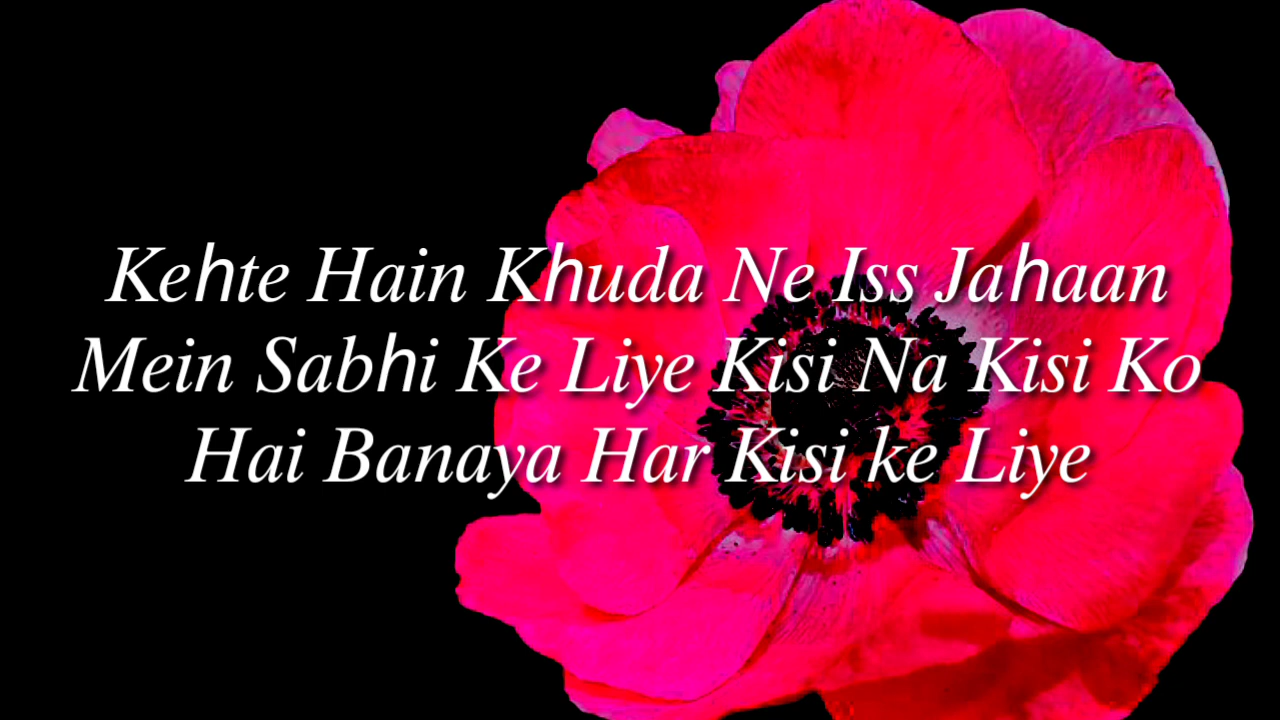 Kehte Hain Khuda Ne Iss Jahaan
Mein Sabhi Ke Liye Kisi Na Kisi Ko
Hai Banaya Har Kisi ke Liye